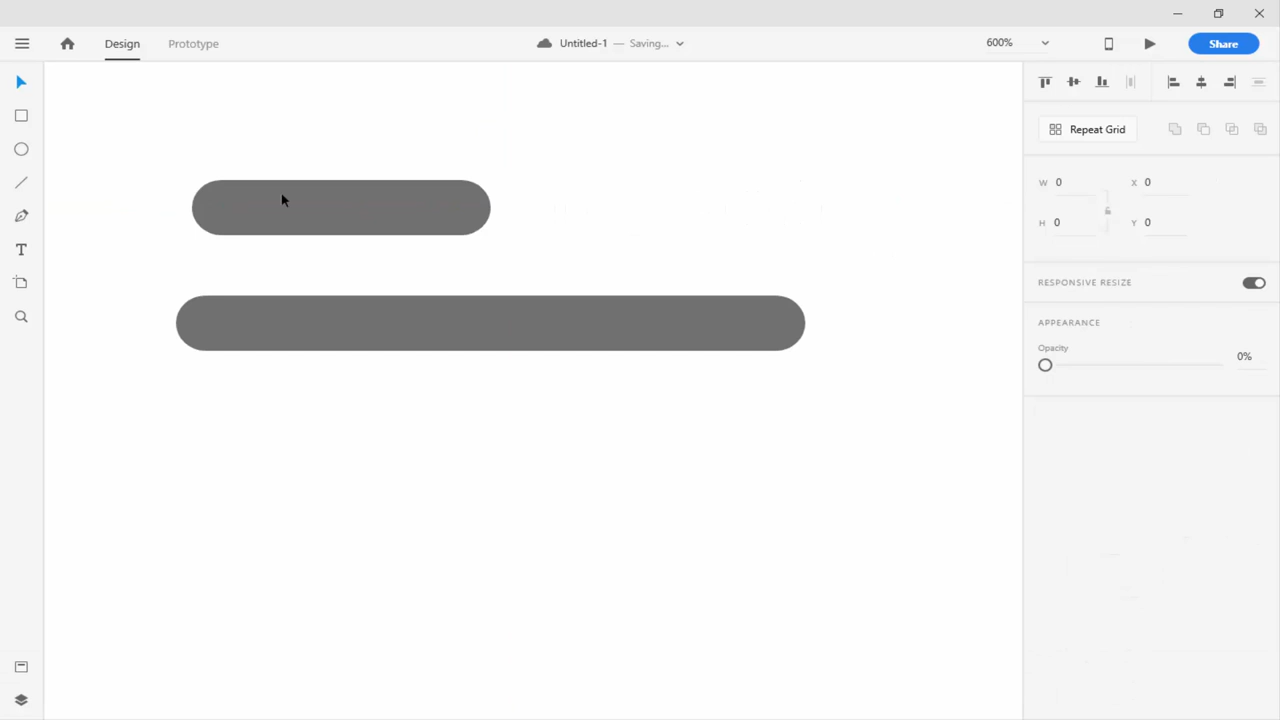 Design Prototype Untitled-1 — Saving... 600% Share
Repeat Grid
W 0 X 0
H 0 Y 0
RESPONSIVE RESIZE
APPEARANCE
Opacity
0%
T